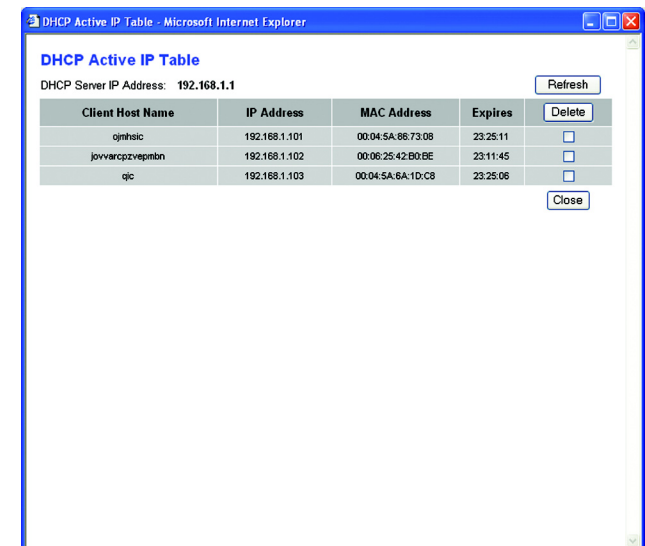 DHCP Active IP Table - Microsoft Internet Explorer
DHCP Active IP Table
DHCP Server IP Address: 192.168.1.1 Refresh
Client Host Name IP Address MAC Address Expires Delete
ojmhsic 192.168.1.101 00:04:5A:86:73:08 23:25:11
jovvarcpzvepmbn 192.168.1.102 00:06:25:42:B0:BE 23:11:45
qic 192.168.1.103 00:04:5A:6A:1D:C8 23:25:06
Close